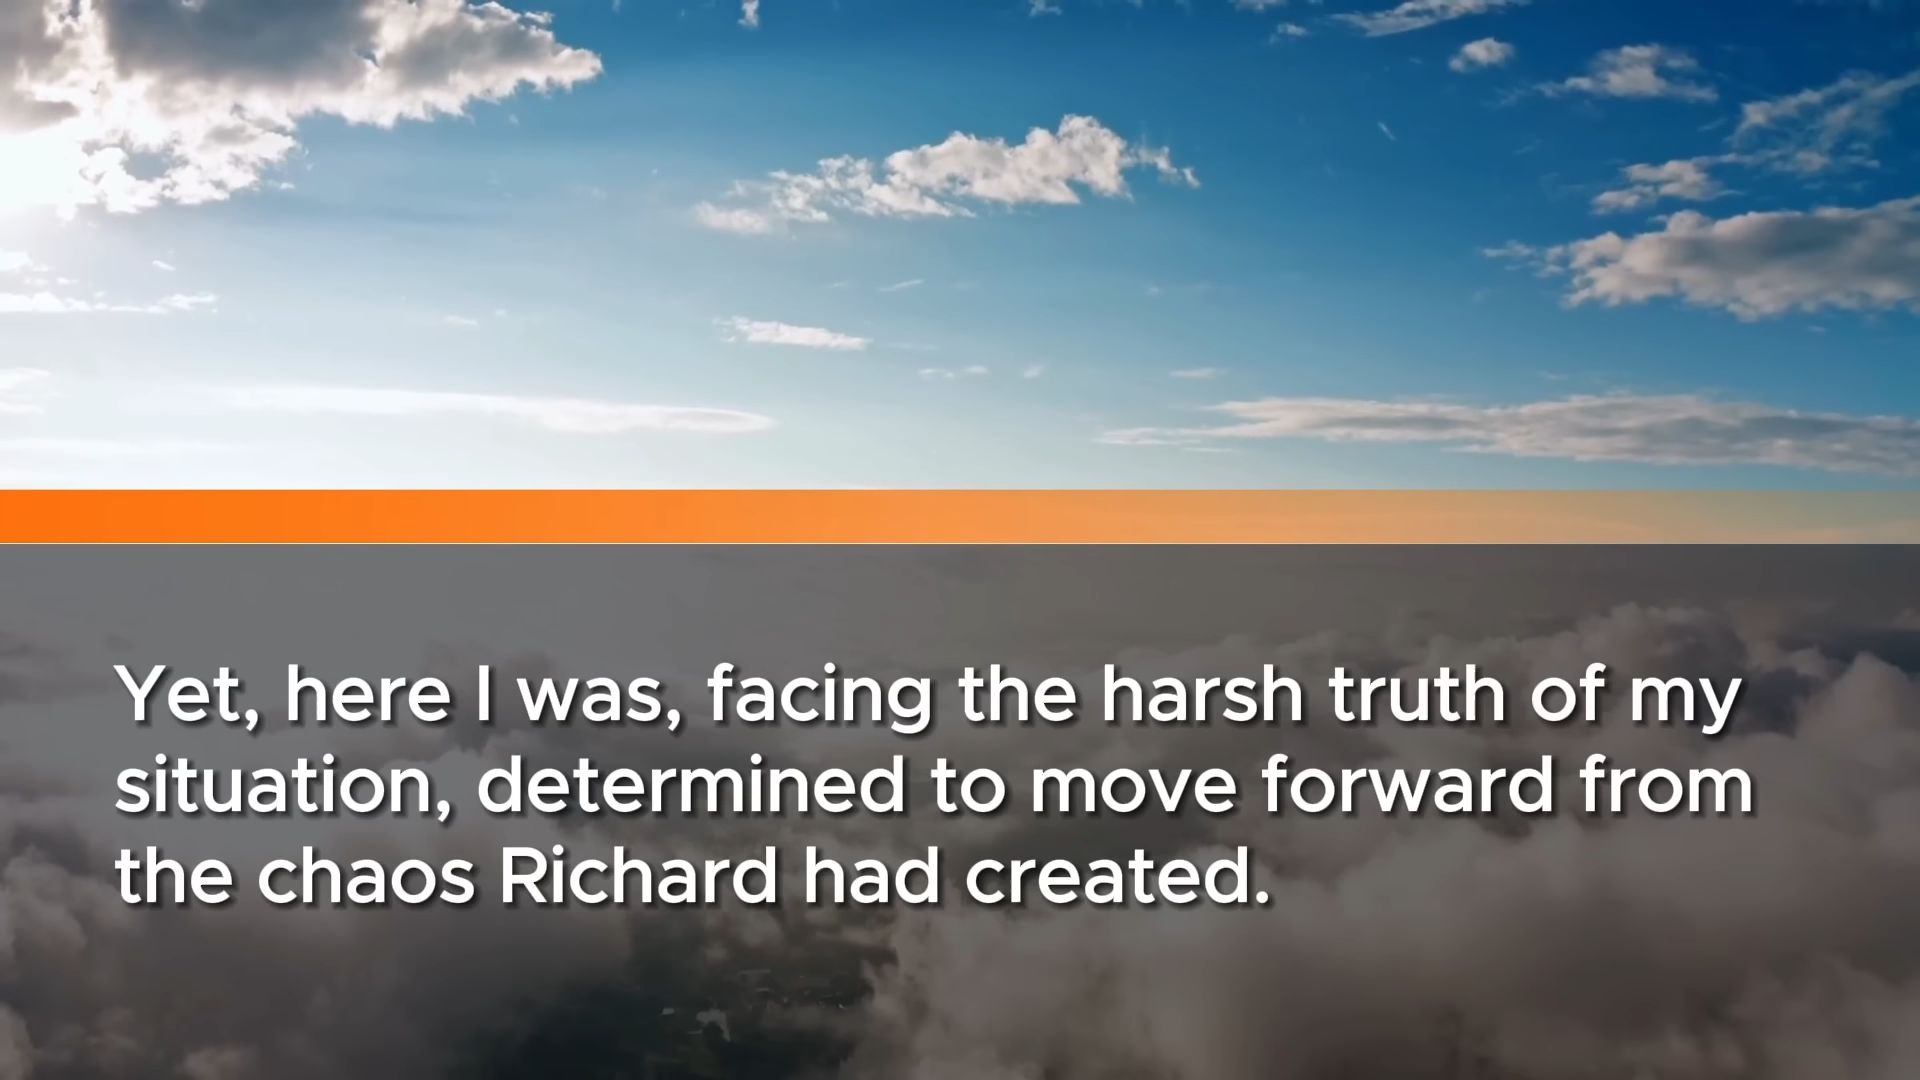 Yet, here I was, facing the harsh truth of my
situation, determined to move forward from
the chaos Richard had created.